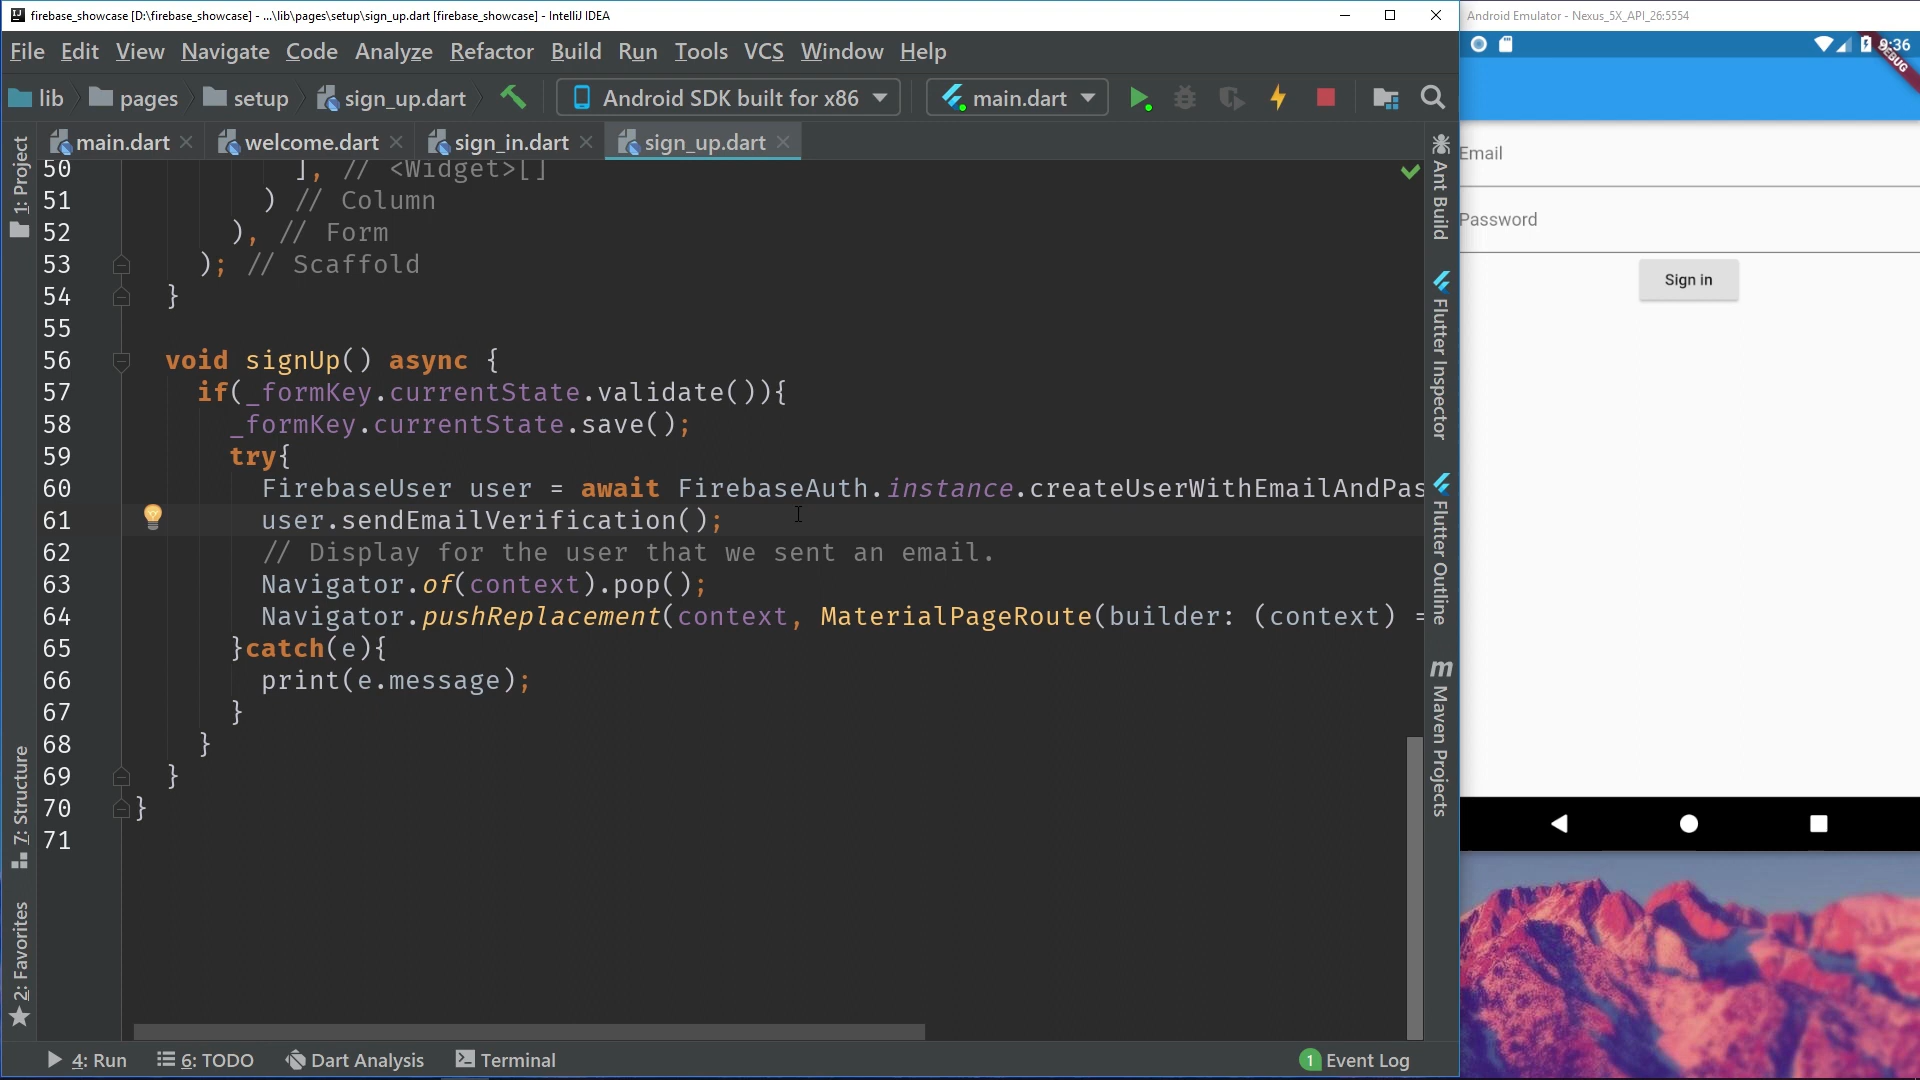 firebase_showcase [D:\firebase_showcase] - ...\lib\pages\setup\sign_up.dart [firebase_showcase] - IntelliJ IDEA
File Edit View Navigate Code Analyze Refactor Build Run Tools VCS Window Help
lib pages setup sign_up.dart Android SDK built for x86 main.dart
main.dart welcome.dart sign_in.dart sign_up.dart
1: Project
7: Structure
2: Favorites
50 ], // <Widget>[]
51 ) // Column
52 ), // Form
53 ); // Scaffold
54 }
55
56 void signUp() async {
57 if(_formKey.currentState.validate()){
58 _formKey.currentState.save();
59 try{
60 FirebaseUser user = await FirebaseAuth.instance.createUserWithEmailAndPas
61 user.sendEmailVerification();
62 // Display for the user that we sent an email.
63 Navigator.of(context).pop();
64 Navigator.pushReplacement(context, MaterialPageRoute(builder: (context) =
65 }catch(e){
66 print(e.message);
67 }
68 }
69 }
70 }
71
Ant Build
Flutter Inspector
Flutter Outline
m Maven Projects
4: Run 6: TODO Dart Analysis Terminal 1 Event Log
Android Emulator - Nexus_5X_API_26:5554
9:36
DEBUG
Email
Password
Sign in